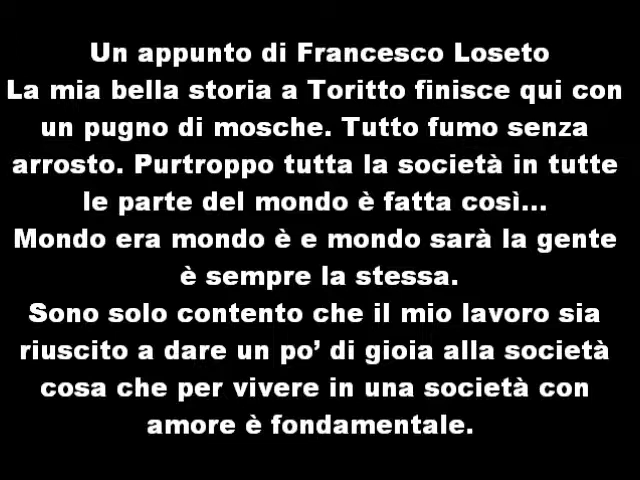 Un appunto di Francesco Loseto
La mia bella storia a Toritto finisce qui con
un pugno di mosche. Tutto fumo senza
arrosto. Purtroppo tutta la società in tutte
le parte del mondo è fatta così...
Mondo era mondo è e mondo sarà la gente
è sempre la stessa.
Sono solo contento che il mio lavoro sia
riuscito a dare un po’ di gioia alla società
cosa che per vivere in una società con
amore è fondamentale.